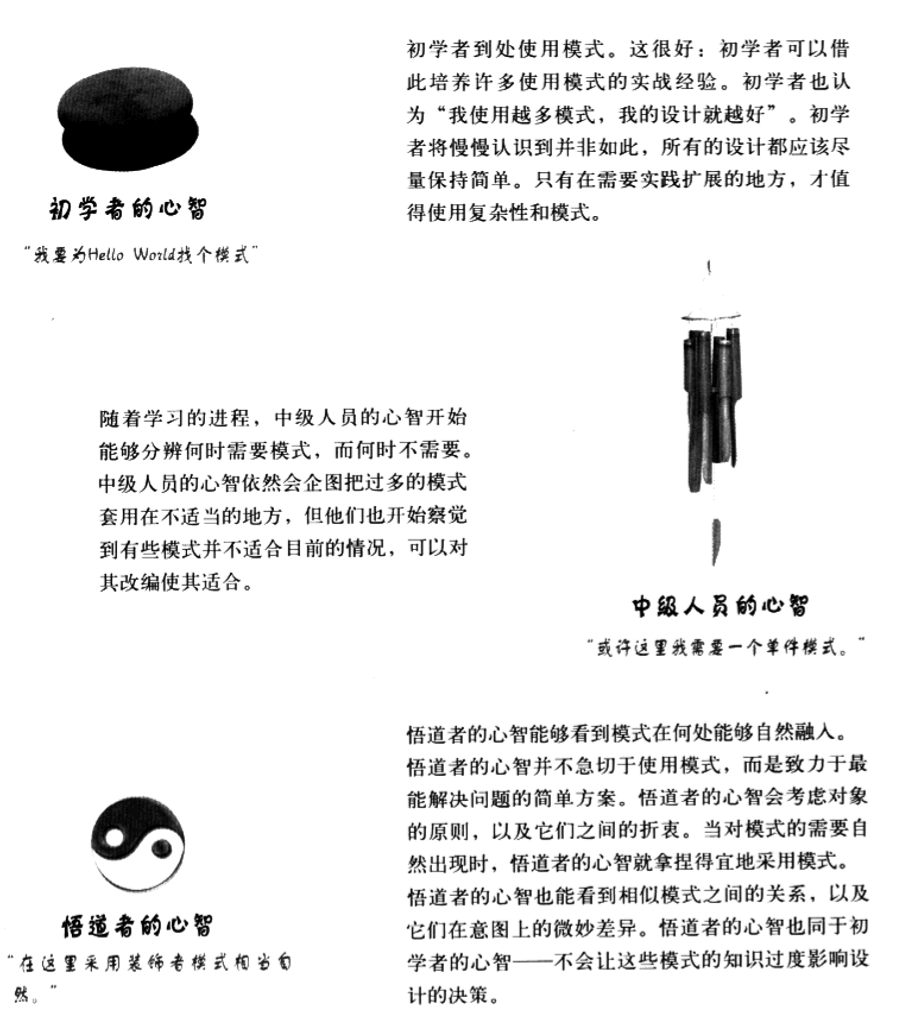 初学者到处使用模式。这很好：初学者可以借
此培养许多使用模式的实战经验。初学者也认
为“我使用越多模式，我的设计就越好”。初学
者将慢慢认识到并非如此，所有的设计都应该尽
量保持简单。只有在需要实践扩展的地方，才值
得使用复杂性和模式。
初学者的心智
“我要为Hello World找个模式”
随着学习的进程，中级人员的心智开始
能够分辨何时需要模式，而何时不需要。
中级人员的心智依然会企图把过多的模式
套用在不适当的地方，但他们也开始察觉
到有些模式并不适合目前的情况，可以对
其改编使其适合。
中级人员的心智
“或许这里我需要一个单件模式。”
悟道者的心智能够看到模式在何处能够自然融入。
悟道者的心智并不急切于使用模式，而是致力于最
能解决问题的简单方案。悟道者的心智会考虑对象
的原则，以及它们之间的折衷。当对模式的需要自
然出现时，悟道者的心智就拿捏得宜地采用模式。
悟道者的心智也能看到相似模式之间的关系，以及
它们在意图上的微妙差异。悟道者的心智也同于初
学者的心智——不会让这些模式的知识过度影响设
计的决策。
悟道者的心智
“在这里采用装饰者模式相当自
然。”